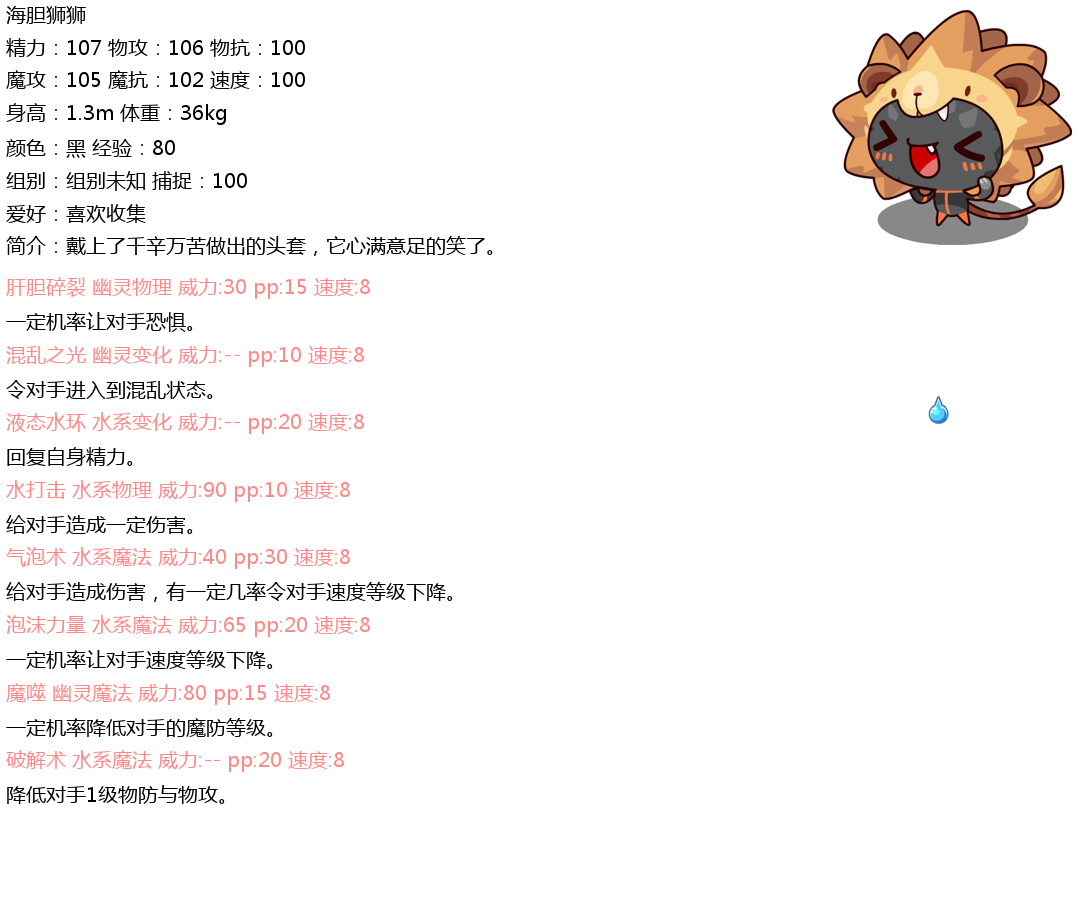 海胆狮狮
精力：107 物攻：106 物抗：100
魔攻：105 魔抗：102 速度：100
身高：1.3m 体重：36kg
颜色：黑 经验：80
组别：组别未知 捕捉：100
爱好：喜欢收集
简介：戴上了千辛万苦做出的头套，它心满意足的笑了。
肝胆碎裂 幽灵物理 威力:30 pp:15 速度:8
一定机率让对手恐惧。
混乱之光 幽灵变化 威力:-- pp:10 速度:8
令对手进入到混乱状态。
液态水环 水系变化 威力:-- pp:20 速度:8
回复自身精力。
水打击 水系物理 威力:90 pp:10 速度:8
给对手造成一定伤害。
气泡术 水系魔法 威力:40 pp:30 速度:8
给对手造成伤害，有一定几率令对手速度等级下降。
泡沫力量 水系魔法 威力:65 pp:20 速度:8
一定机率让对手速度等级下降。
魔噬 幽灵魔法 威力:80 pp:15 速度:8
一定机率降低对手的魔防等级。
破解术 水系魔法 威力:-- pp:20 速度:8
降低对手1级物防与物攻。